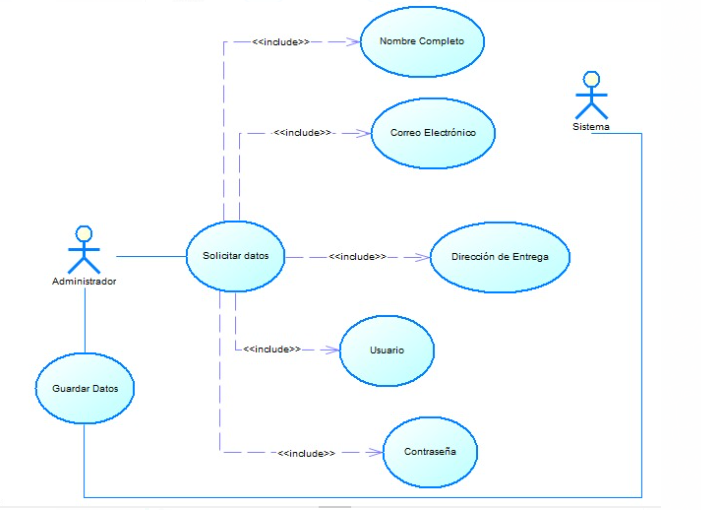 <<include>>
Nombre Completo
<<include>>
Correo Electrónico
Sistema
Solicitar datos
<<include>>
Dirección de Entrega
Administrador
<<include>>
Usuario
Guardar Datos
<<include>>
Contraseña